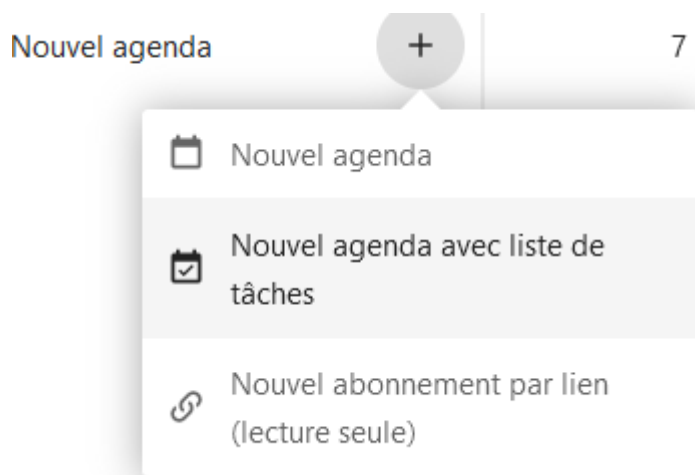 Nouvel agenda
7
Nouvel agenda
Nouvel agenda avec liste de
tâches
Nouvel abonnement par lien
(lecture seule)